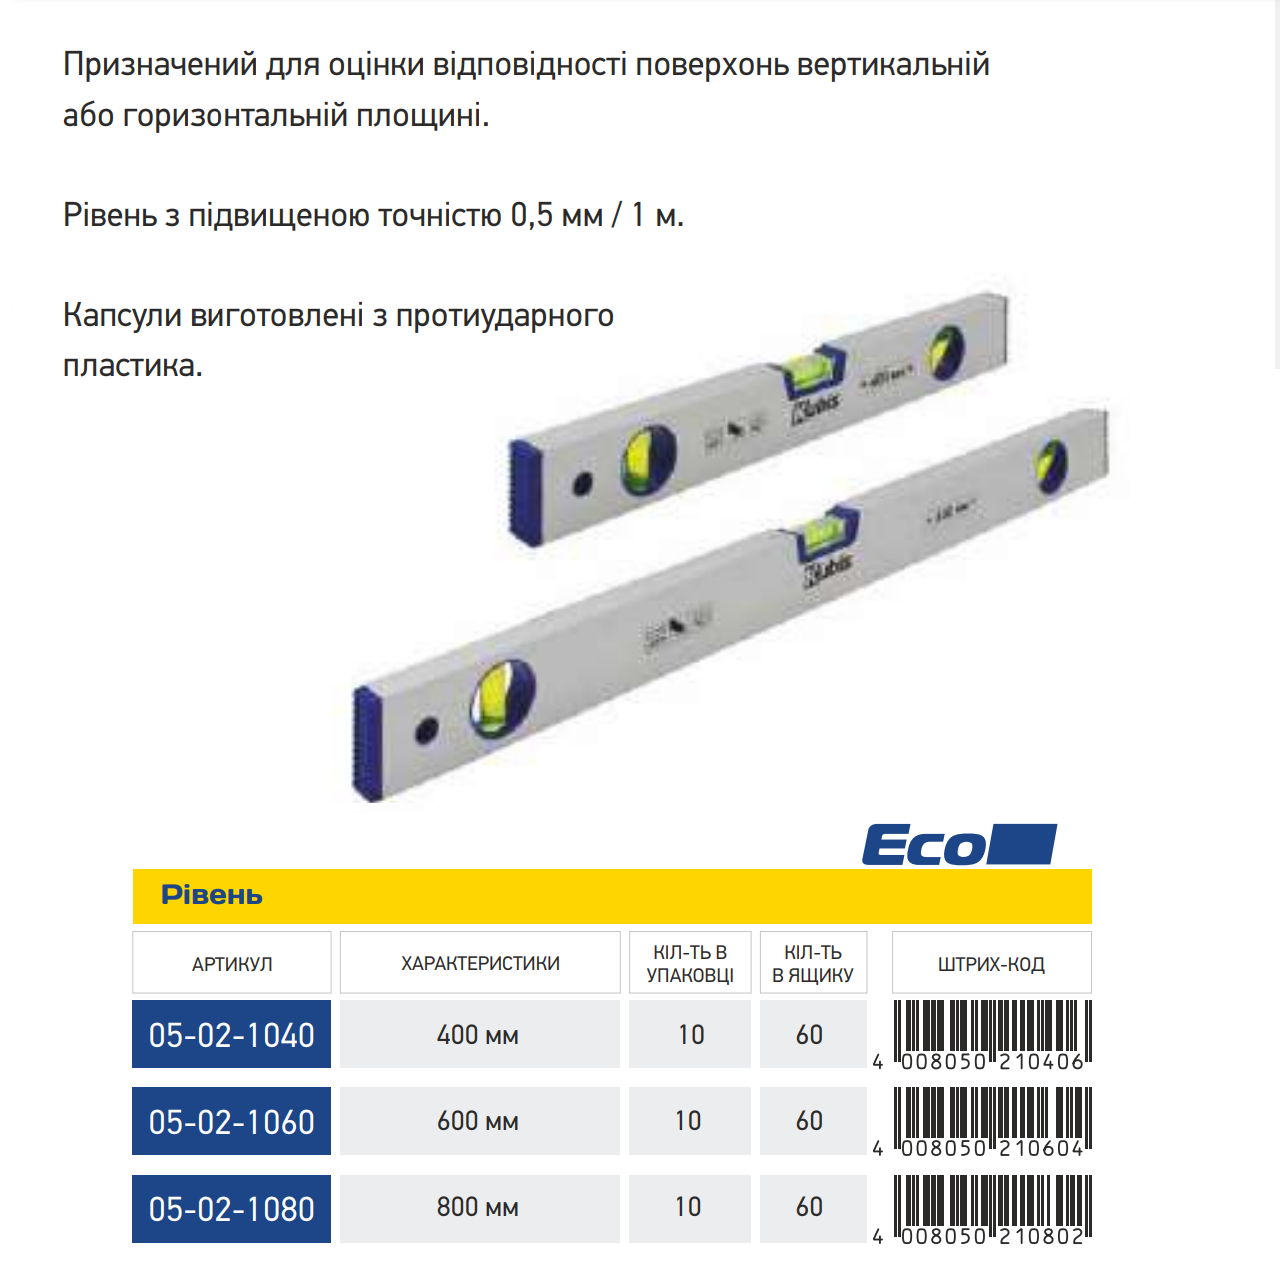 Призначений для оцінки відповідності поверхонь вертикальній
або горизонтальній площині.
Рівень з підвищеною точністю 0,5 мм / 1 м.
Капсули виготовлені з протиударного
пластика.
Kubis
Kubis
Eco
Рівень
АРТИКУЛ ХАРАКТЕРИСТИКИ КІЛ-ТЬ В УПАКОВЦІ КІЛ-ТЬ В ЯЩИКУ ШТРИХ-КОД
05-02-1040 400 мм 10 60 4 008050 210406
05-02-1060 600 мм 10 60 4 008050 210604
05-02-1080 800 мм 10 60 4 008050 210802